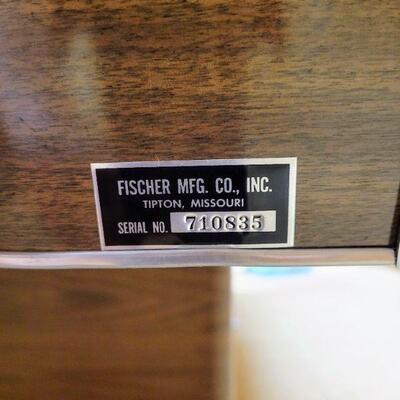 FISCHER MFG. CO., INC.
TIPTON, MISSOURI
SERIAL NO. 710835